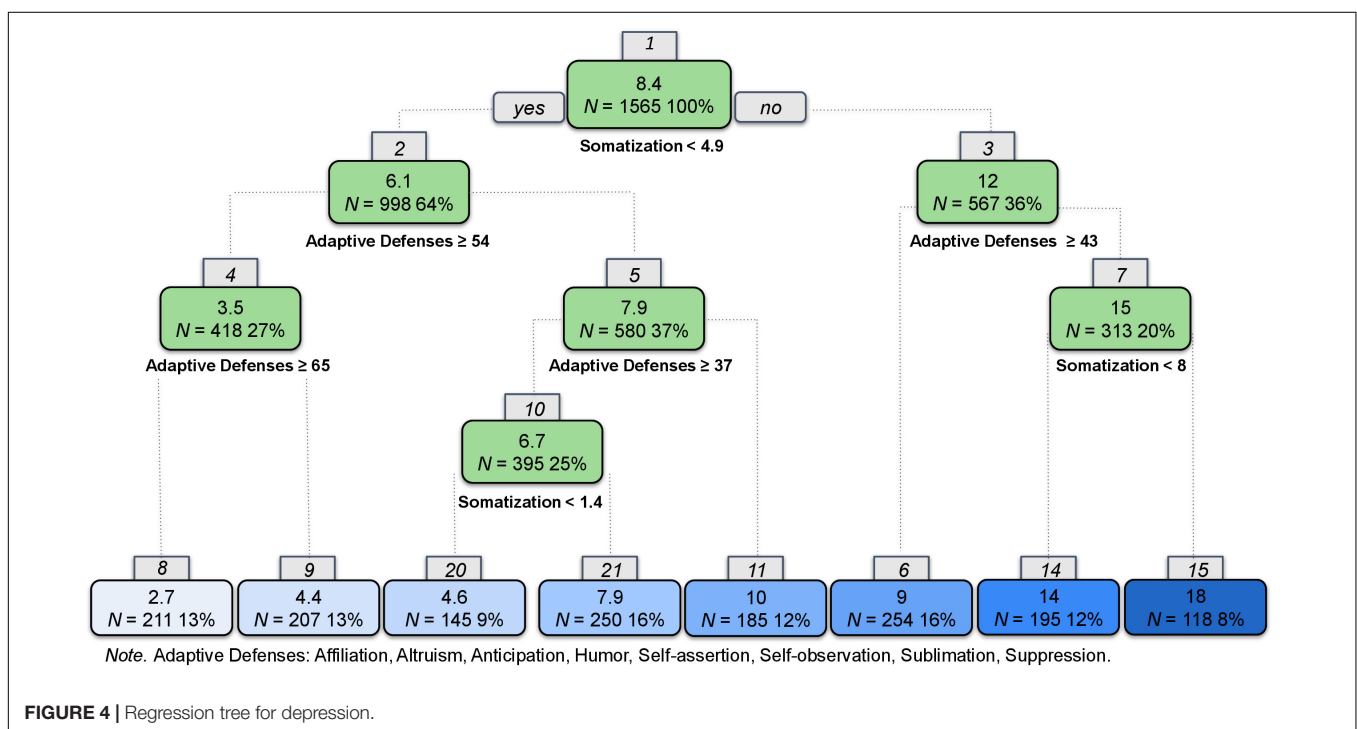 1
8.4
N = 1565 100%
yes
no
Somatization < 4.9
2
6.1
N = 998 64%
Adaptive Defenses ≥ 54
3
12
N = 567 36%
Adaptive Defenses ≥ 43
4
3.5
N = 418 27%
Adaptive Defenses ≥ 65
5
7.9
N = 580 37%
Adaptive Defenses ≥ 37
7
15
N = 313 20%
Somatization < 8
10
6.7
N = 395 25%
Somatization < 1.4
8
2.7
N = 211 13%
9
4.4
N = 207 13%
20
4.6
N = 145 9%
21
7.9
N = 250 16%
11
10
N = 185 12%
6
9
N = 254 16%
14
14
N = 195 12%
15
18
N = 118 8%
Note. Adaptive Defenses: Affiliation, Altruism, Anticipation, Humor, Self-assertion, Self-observation, Sublimation, Suppression.
FIGURE 4 | Regression tree for depression.